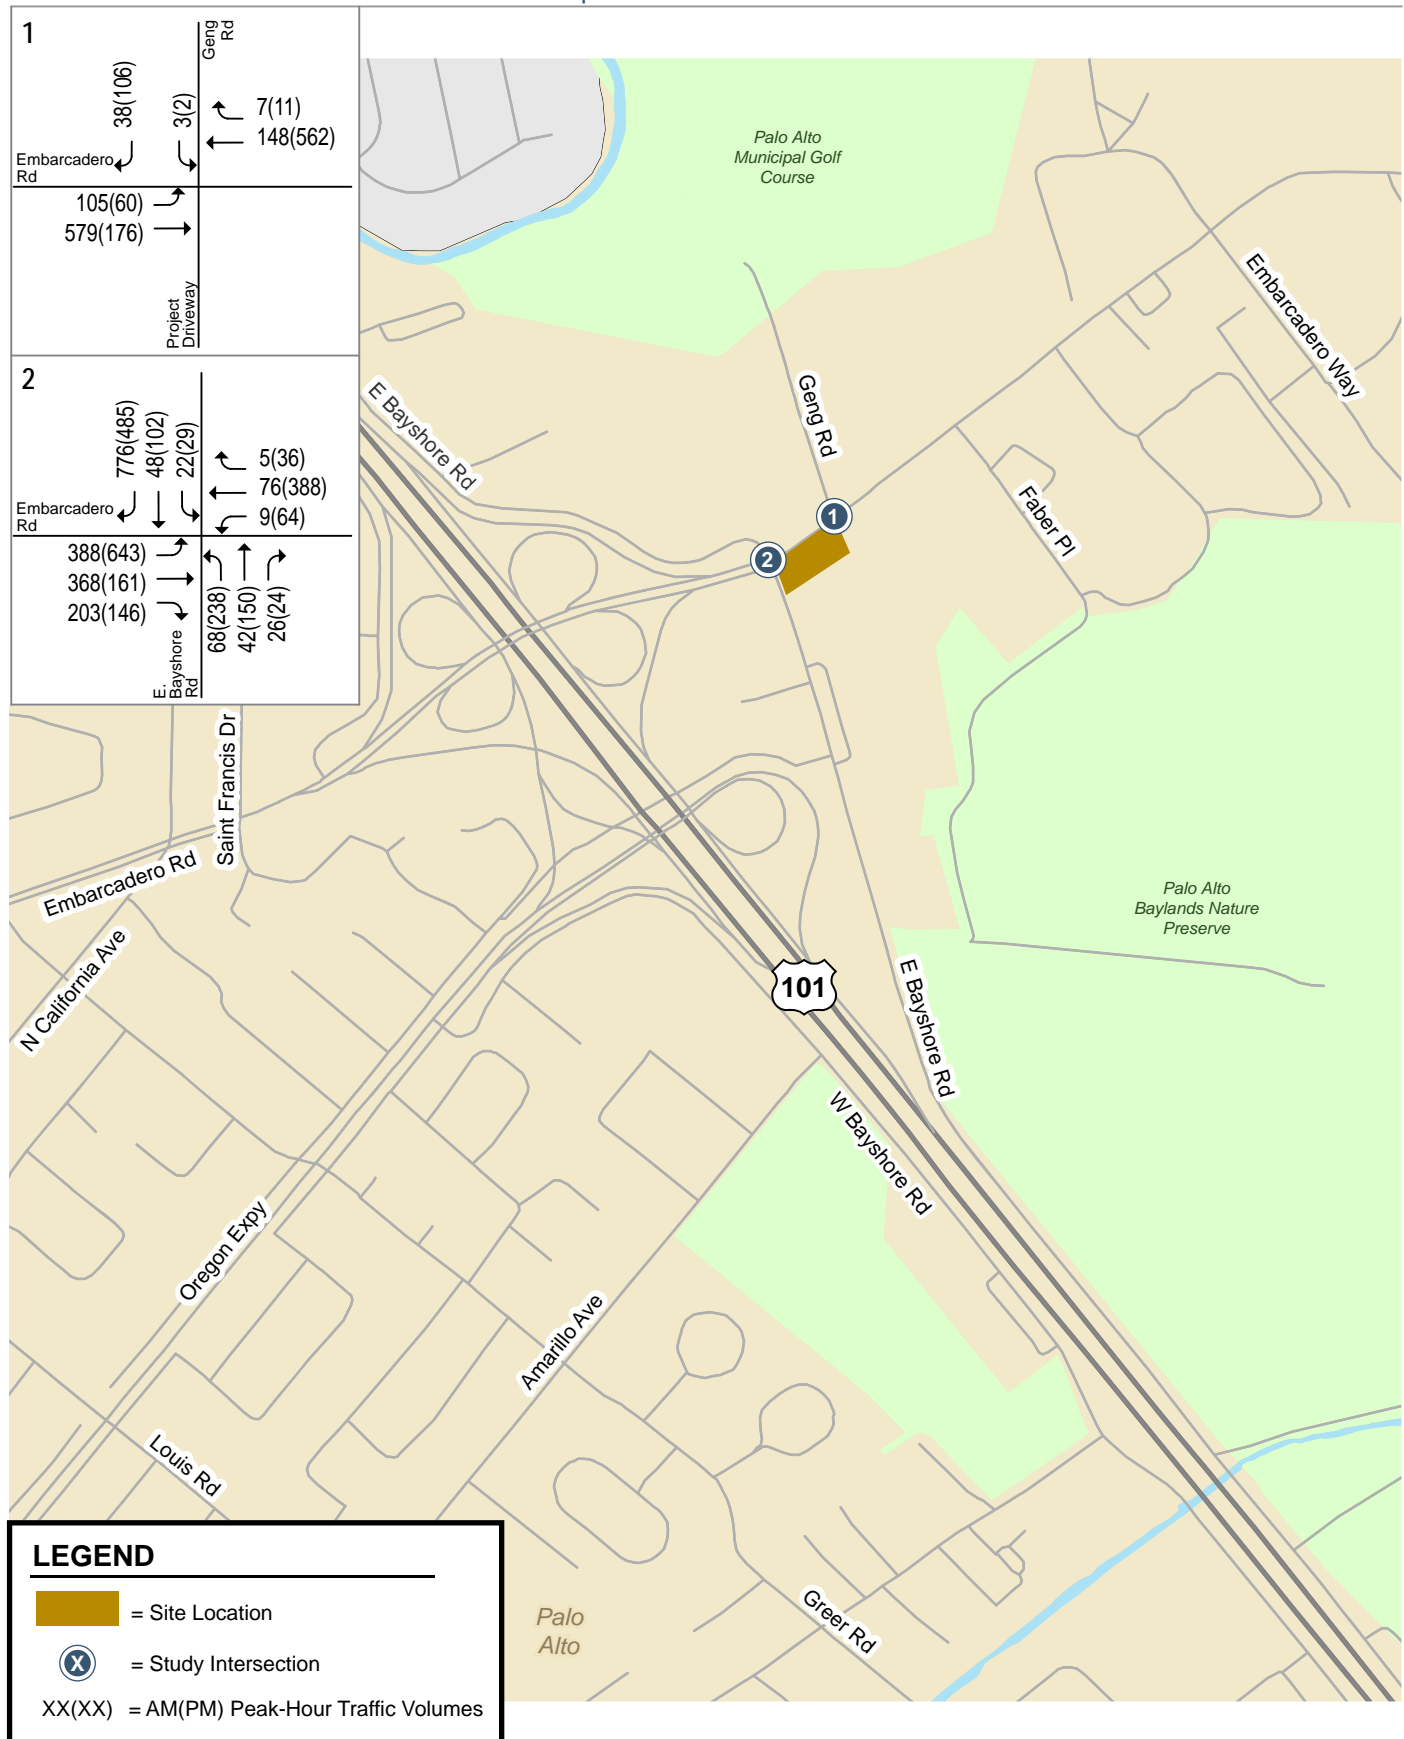 1
Geng
Rd
38(106)
3(2)
7(11)
148(562)
Embarcadero
Rd
105(60)
579(176)
Project
Driveway
2
776(485)
48(102)
22(29)
5(36)
76(388)
9(64)
Embarcadero
Rd
388(643)
368(161)
203(146)
68(238)
42(150)
26(24)
E.
Bayshore
Rd
Palo Alto
Municipal Golf
Course
Embarcadero Way
E Bayshore Rd
Geng Rd
Faber Pl
1
2
Saint Francis Dr
Embarcadero Rd
N California Ave
Palo Alto
Baylands Nature
Preserve
101
E Bayshore Rd
W Bayshore Rd
Oregon Expy
Amarillo Ave
Louis Rd
Greer Rd
Palo
Alto
LEGEND
= Site Location
X = Study Intersection
XX(XX) = AM(PM) Peak-Hour Traffic Volumes